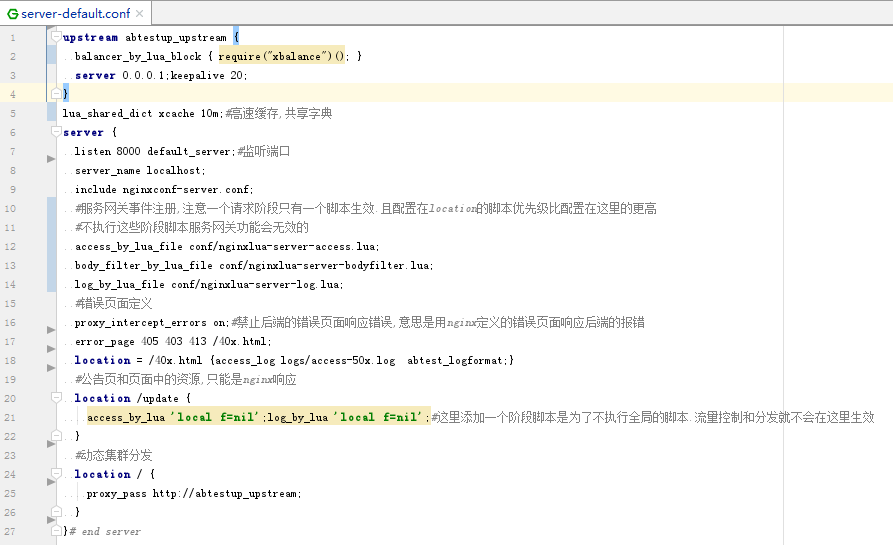 server-default.conf
1 upstream abtestup_upstream {
2 balancer_by_lua_block { require("xbalance")(); }
3 server 0.0.0.1;keepalive 20;
4 }
5 lua_shared_dict xcache 10m;#高速缓存,共享字典
6 server {
7 listen 8000 default_server;#监听端口
8 server_name localhost;
9 include nginxconf-server.conf;
10 #服务网关事件注册,注意一个请求阶段只有一个脚本生效.且配置在location的脚本优先级比配置在这里的更高
11 #不执行这些阶段脚本服务网关功能会无效的
12 access_by_lua_file conf/nginxlua-server-access.lua;
13 body_filter_by_lua_file conf/nginxlua-server-bodyfilter.lua;
14 log_by_lua_file conf/nginxlua-server-log.lua;
15 #错误页面定义
16 proxy_intercept_errors on;#禁止后端的错误页面响应错误,意思是用nginx定义的错误页面响应后端的报错
17 error_page 405 403 413 /40x.html;
18 location = /40x.html {access_log logs/access-50x.log abtest_logformat;}
19 #公告页和页面中的资源,只能是nginx响应
20 location /update {
21 access_by_lua 'local f=nil';log_by_lua 'local f=nil';#这里添加一个阶段脚本是为了不执行全局的脚本.流量控制和分发就不会在这里生效
22 }
23 #动态集群分发
24 location / {
25 proxy_pass http://abtestup_upstream;
26 }
27 }# end server